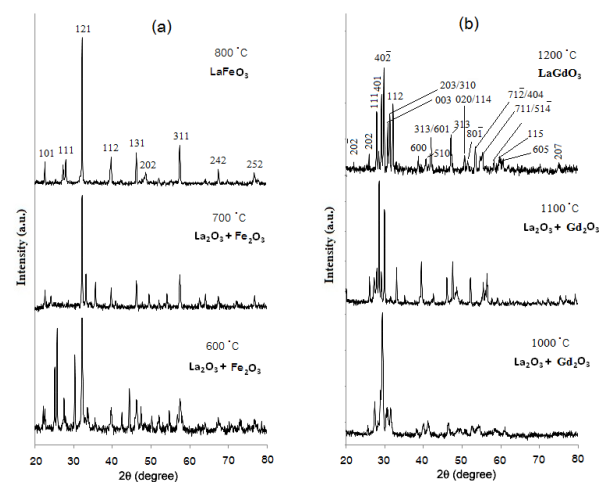 (a)
121
800 °C
LaFeO₃
101
111
112
131
202
311
242
252
700 °C
La₂O₃ + Fe₂O₃
600 °C
La₂O₃ + Fe₂O₃
Intensity (a.u.)
20 30 40 50 60 70 80
2θ (degree)
(b)
402̄
1200 °C
LaGdO₃
111
401
112
203/310
003
020/114
712̄/404
313/601
313
801̄
711/514̄
2̄02
202
600
510
115
605
207
1100 °C
La₂O₃ + Gd₂O₃
1000 °C
La₂O₃ + Gd₂O₃
Intensity (a.u.)
20 30 40 50 60 70 80
2θ (degree)